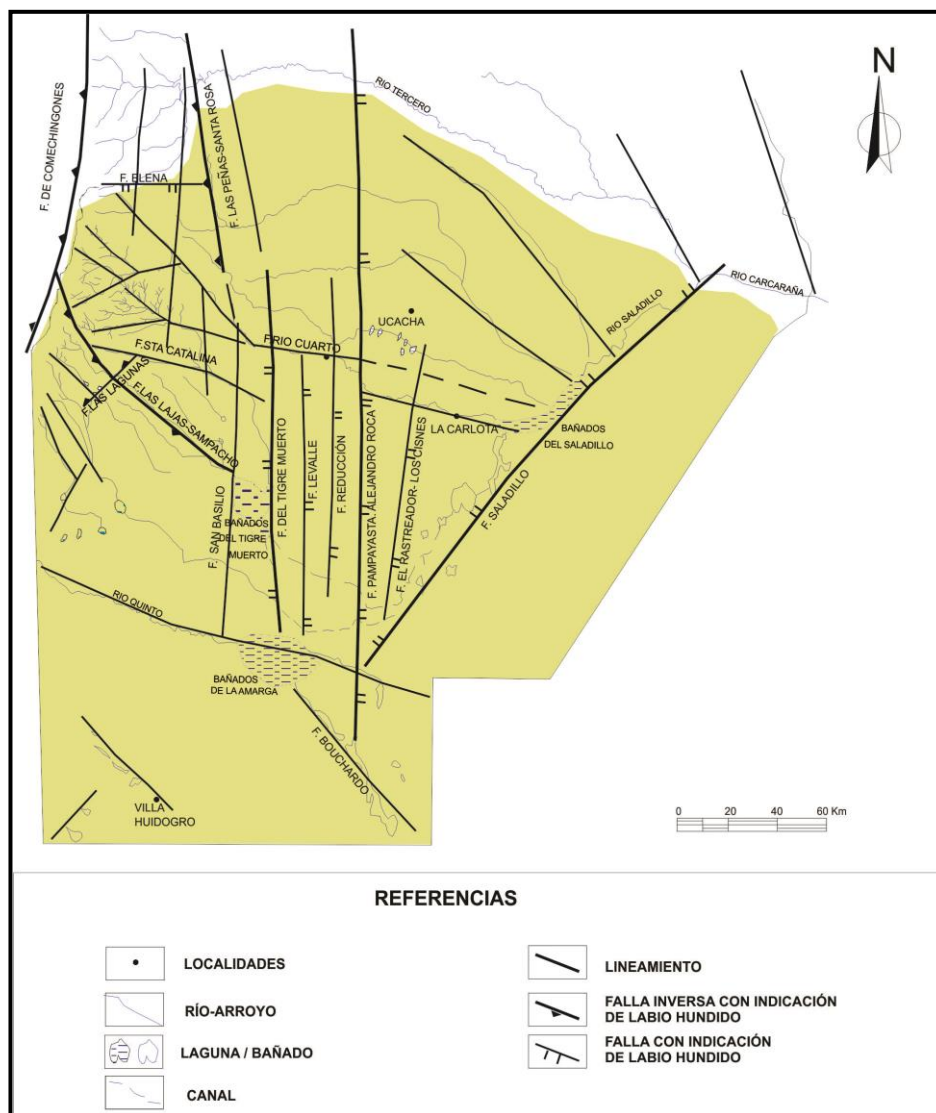 N
RIO TERCERO
F. DE COMECHINGONES
F. LAS PEÑAS-SANTA ROSA
F. ELENA
RIO CARCARAÑA
RIO SALADILLO
UCACHA
F.RIO CUARTO
F.STA CATALINA
F.LAS LAGUNAS
F.LAS LAJAS-SAMPACHO
LA CARLOTA
BAÑADOS
DEL SALADILLO
F. SAN BASILIO
F. DEL TIGRE MUERTO
F. LEVALLE
F. REDUCCIÓN
F. PAMPAYASTA. ALEJANDRO ROCA
F. EL RASTREADOR- LOS CISNES
F. SALADILLO
BAÑADOS
DEL TIGRE
MUERTO
RIO QUINTO
BAÑADOS
DE LA AMARGA
F. BOUCHARDO
VILLA
HUIDOGRO
0 20 40 60 Km
REFERENCIAS
LOCALIDADES
RÍO-ARROYO
LAGUNA / BAÑADO
CANAL
LINEAMIENTO
FALLA INVERSA CON INDICACIÓN
DE LABIO HUNDIDO
FALLA CON INDICACIÓN
DE LABIO HUNDIDO